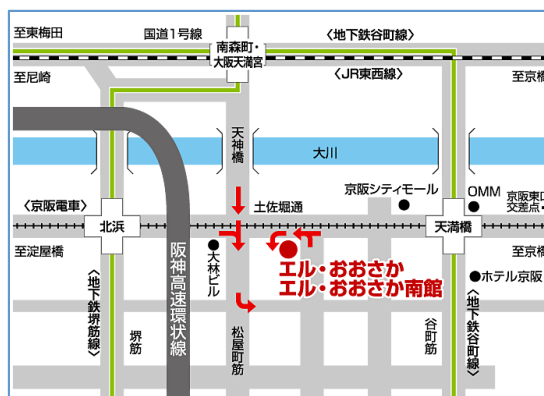 至東梅田
国道1号線
南森町・
大阪天満宮
〈地下鉄谷町線〉
至尼崎
〈JR東西線〉
至京橋
天神橋
大川
京阪シティモール
OMM
京阪東口
交差点・
〈京阪電車〉
土佐堀通
北浜
天満橋
至淀屋橋
大林ビル
エル・おおさか
エル・おおさか南館
至京橋
ホテル京阪
阪神高速環状線
〈地下鉄堺筋線〉
堺筋
松屋町筋
谷町筋
〈地下鉄谷町線〉